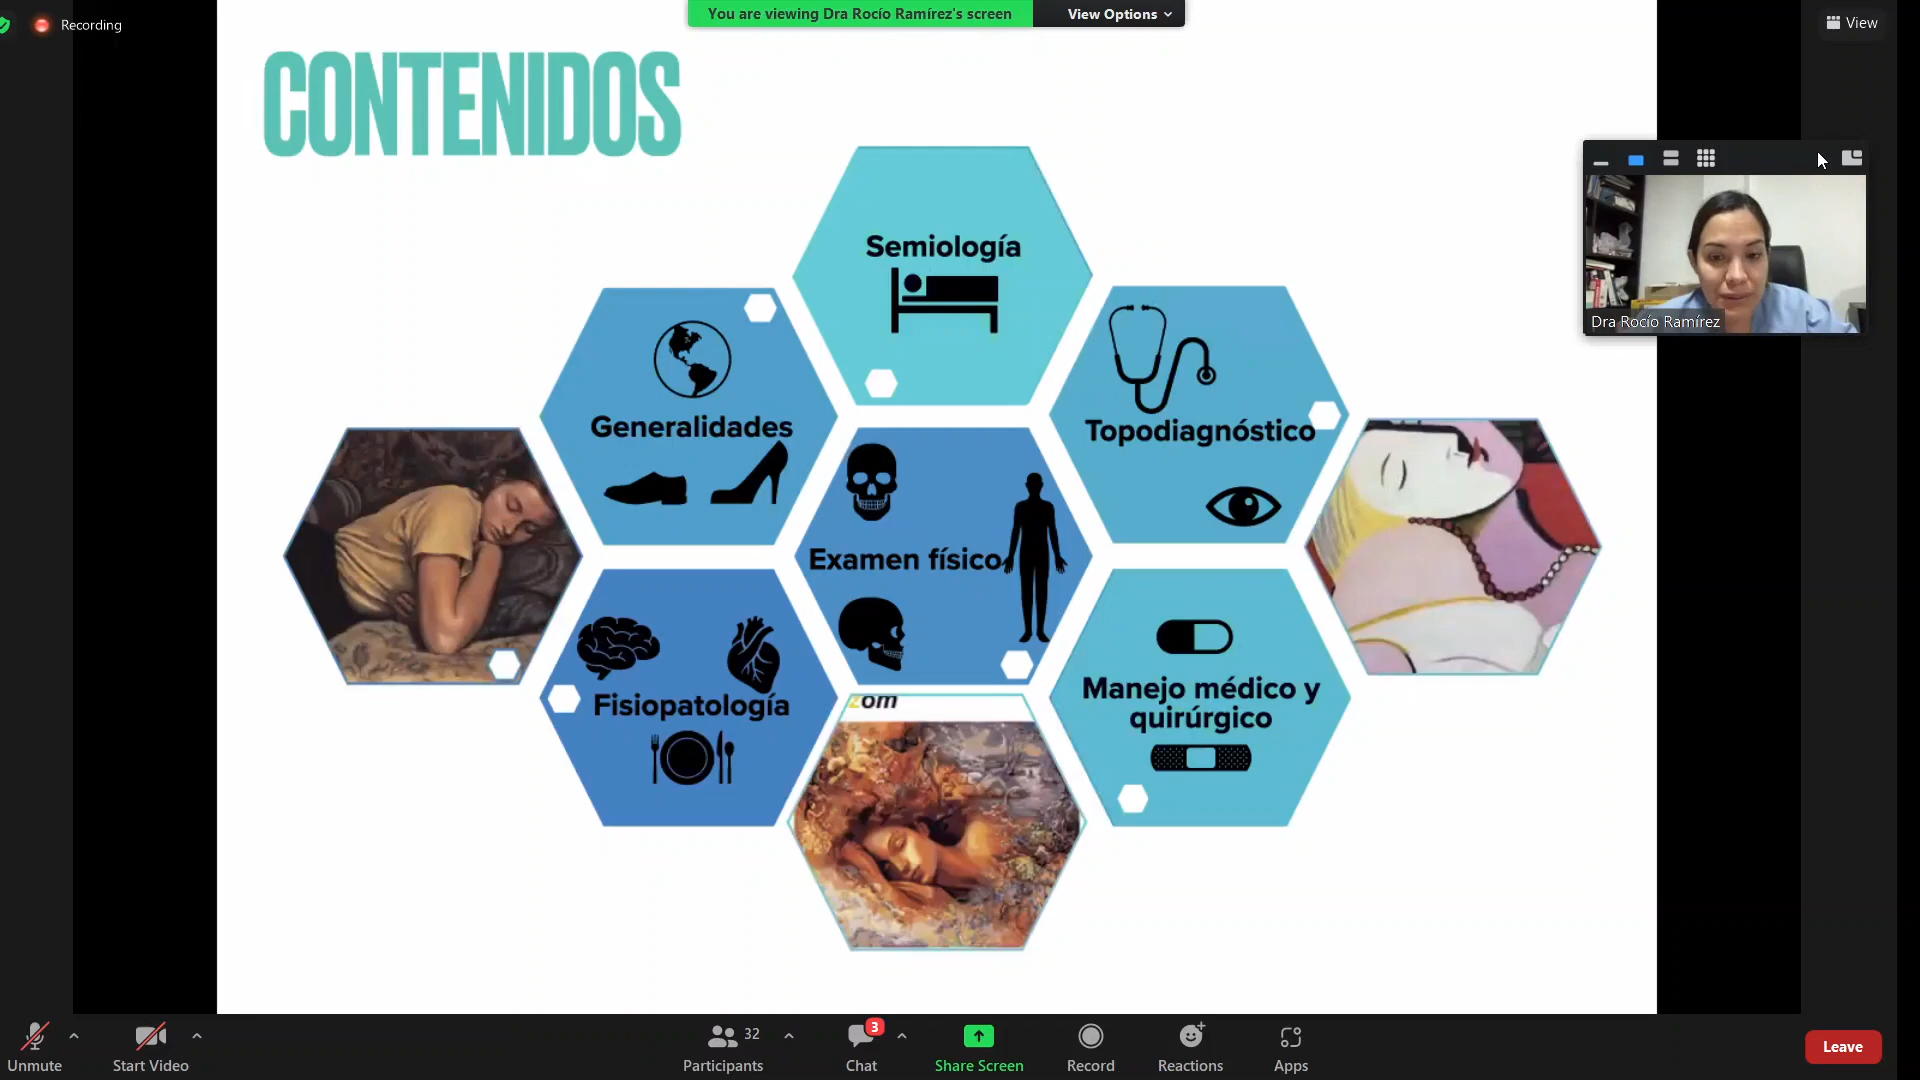 Recording
You are viewing Dra Rocío Ramírez's screen
View Options
View
CONTENIDOS
Semiología
Generalidades
Topodiagnóstico
Examen físico
Fisiopatología
Manejo médico y
quirúrgico
zom
Dra Rocío Ramírez
Unmute
Start Video
32
Participants
3
Chat
Share Screen
Record
Reactions
Apps
Leave